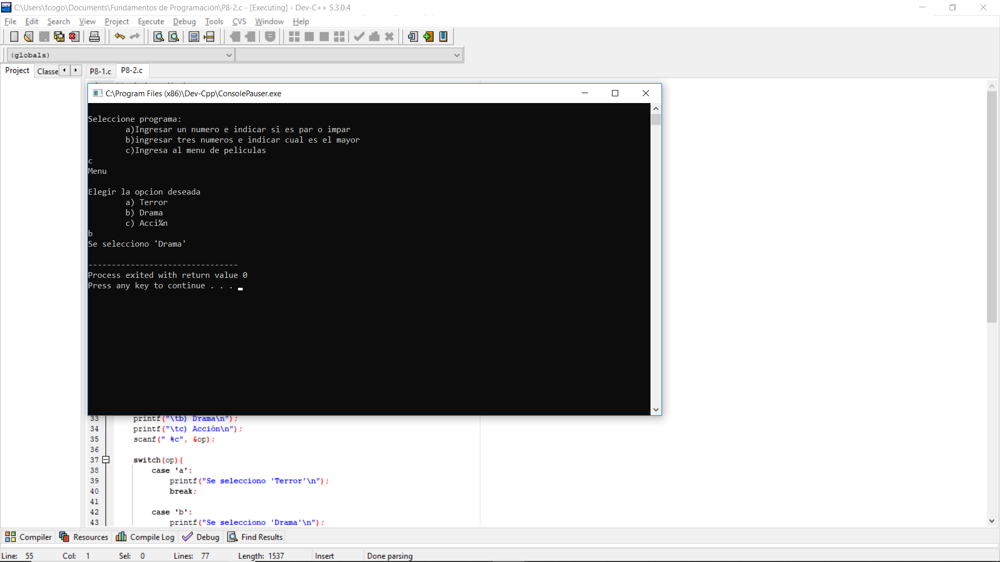 C:\Users\fcogo\Documents\Fundamentos de Programación\P8-2.c - [Executing] - Dev-C++ 5.3.0.4
File Edit Search View Project Execute Debug Tools CVS Window Help
(globals)
Project Classe P8-1.c P8-2.c
C:\Program Files (x86)\Dev-Cpp\ConsolePauser.exe
Seleccione programa:
a)Ingresar un numero e indicar si es par o impar
b)ingresar tres numeros e indicar cual es el mayor
c)Ingresa al menu de peliculas
c
Menu
Elegir la opcion deseada
a) Terror
b) Drama
c) Acci¾n
b
Se selecciono 'Drama'
--------------------------------
Process exited with return value 0
Press any key to continue . . .
33 printf("\tb) Drama\n");
34 printf("\tc) Acción\n");
35 scanf(" %c", &op);
36
37 switch(op){
38 case 'a':
39 printf("Se selecciono 'Terror'\n");
40 break;
41
42 case 'b':
43 printf("Se selecciono 'Drama'\n");
Compiler Resources Compile Log Debug Find Results
Line: 55 Col: 1 Sel: 0 Lines: 77 Length: 1537 Insert Done parsing